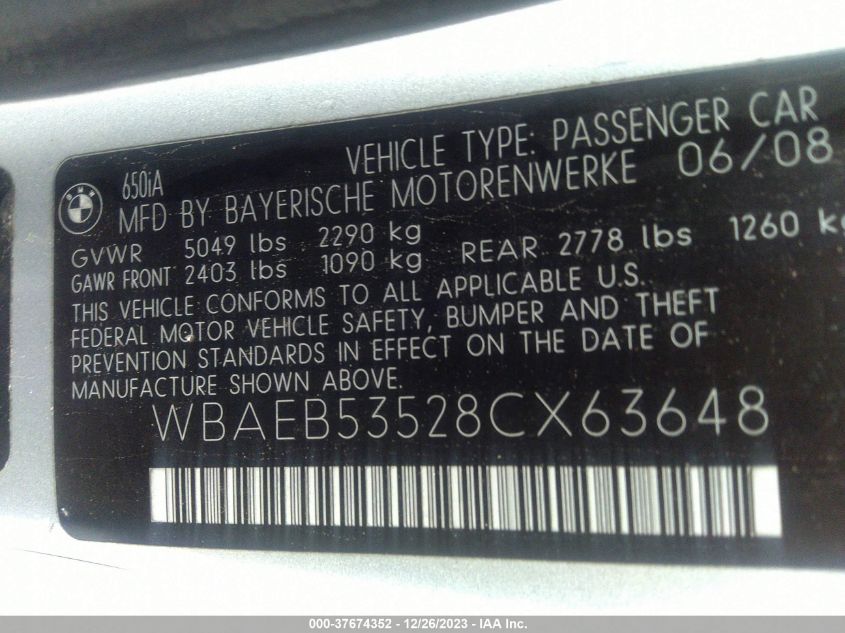 VEHICLE TYPE: PASSENGER CAR
650iA
MFD BY BAYERISCHE MOTORENWERKE 06/08
GVWR 5049 lbs 2290 kg
GAWR FRONT 2403 lbs 1090 kg REAR 2778 lbs 1260 kg
THIS VEHICLE CONFORMS TO ALL APPLICABLE U.S.
FEDERAL MOTOR VEHICLE SAFETY, BUMPER AND THEFT
PREVENTION STANDARDS IN EFFECT ON THE DATE OF
MANUFACTURE SHOWN ABOVE.
WBAEB53528CX63648
000-37674352 - 12/26/2023 - IAA Inc.